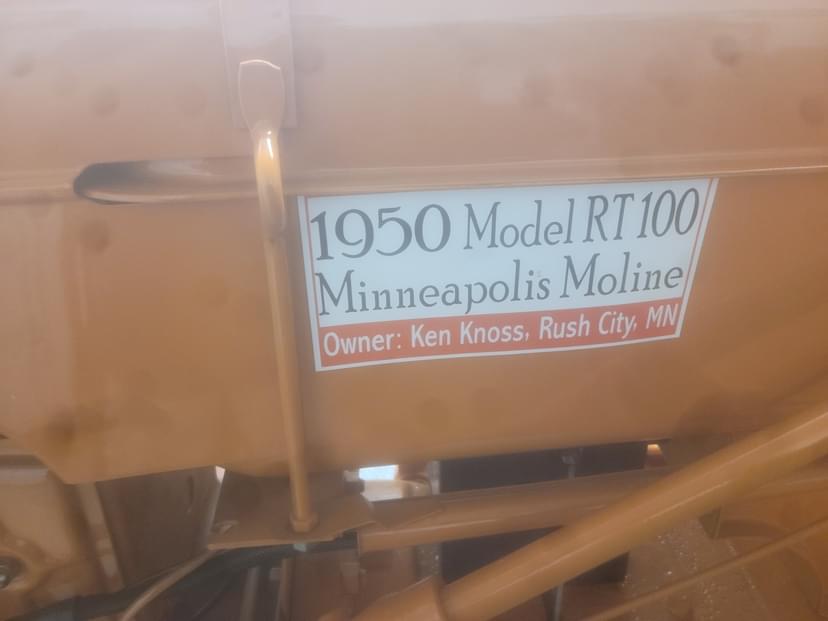 1950 Model RT 100
Minneapolis Moline
Owner: Ken Knoss, Rush City, MN